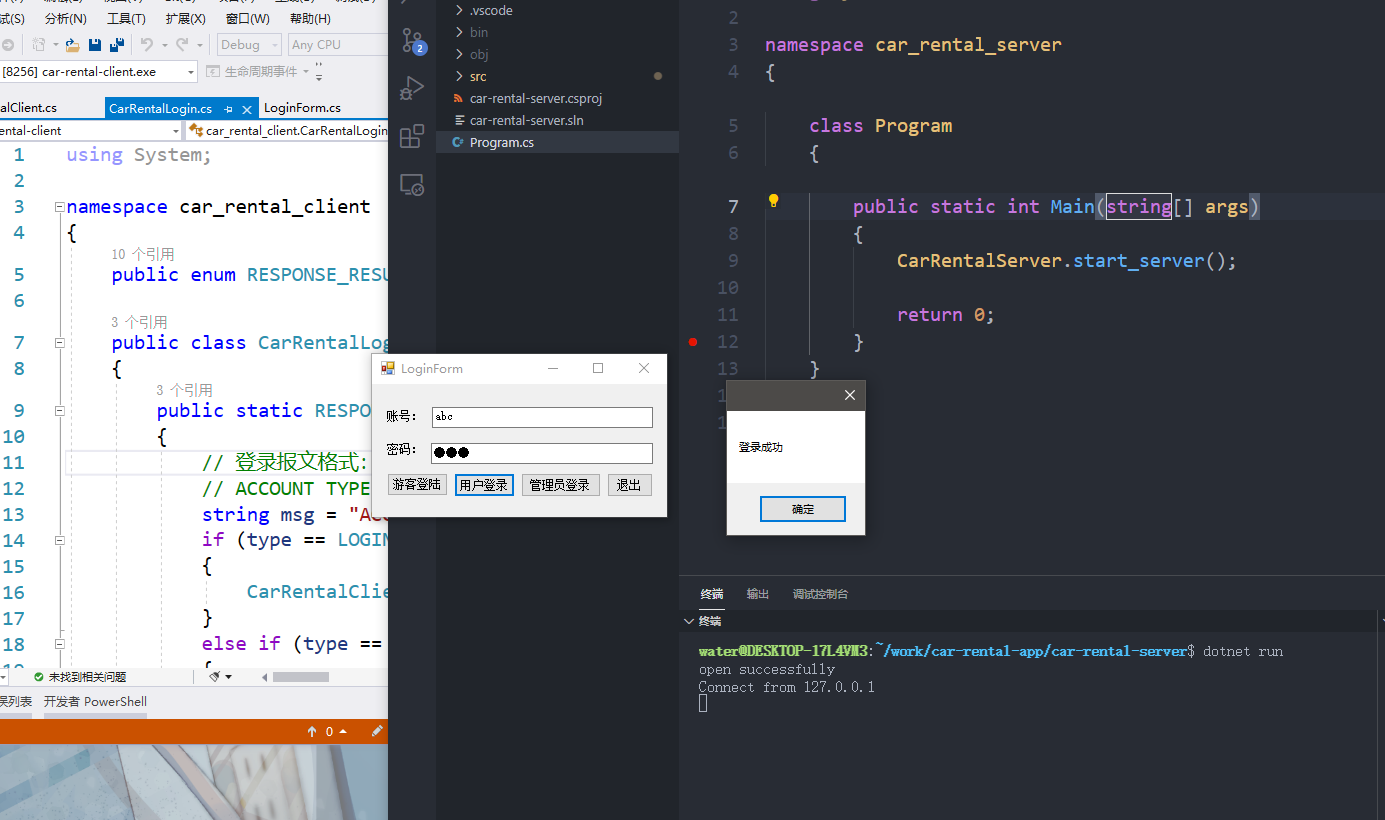 试(S) 分析(N) 工具(T) 扩展(X) 窗口(W) 帮助(H)
Debug Any CPU
[8256] car-rental-client.exe 生命周期事件
alClient.cs CarRentalLogin.cs LoginForm.cs
ental-client car_rental_client.CarRentalLogin
1 using System;
2
3 namespace car_rental_client
4 {
10 个引用
5 public enum RESPONSE_RESU
6
3 个引用
7 public class CarRentalLog
8 {
3 个引用
9 public static RESPO
10 {
11 // 登录报文格式:
12 // ACCOUNT TYPE
13 string msg = "ACC
14 if (type == LOGIN
15 {
16 CarRentalClie
17 }
18 else if (type ==
19 {
未找到相关问题
误列表 开发者 PowerShell
0
2
.vscode
bin
obj
src
car-rental-server.csproj
car-rental-server.sln
Program.cs
2
3 namespace car_rental_server
4 {
5 class Program
6 {
7 public static int Main(string[] args)
8 {
9 CarRentalServer.start_server();
10
11 return 0;
12 }
13 }
LoginForm
账号: abc
密码: ●●●
游客登陆 用户登录 管理员登录 退出
登录成功
确定
终端 输出 调试控制台
终端
water@DESKTOP-17L4VM3:~/work/car-rental-app/car-rental-server$ dotnet run
open successfully
Connect from 127.0.0.1